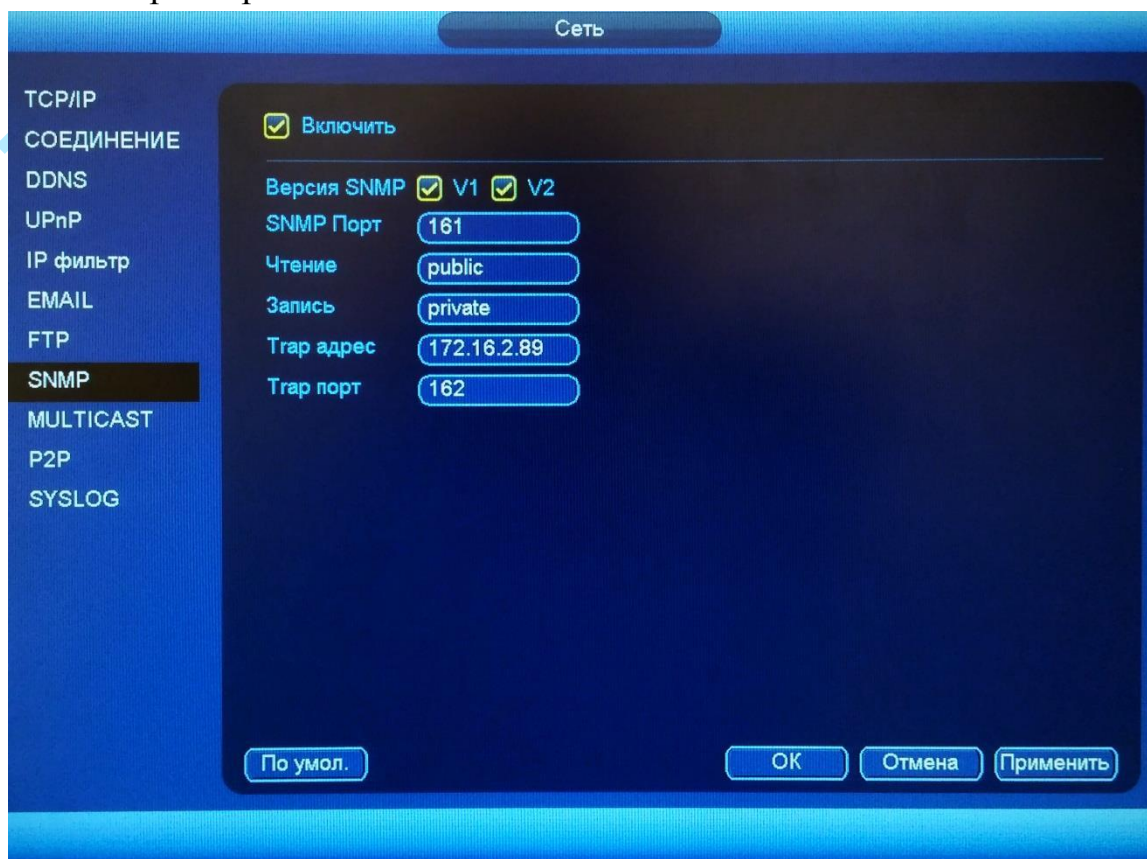 Сеть
TCP/IP
СОЕДИНЕНИЕ
DDNS
UPnP
IP фильтр
EMAIL
FTP
SNMP
MULTICAST
P2P
SYSLOG
Включить
Версия SNMP V1 V2
SNMP Порт 161
Чтение public
Запись private
Trap адрес 172.16.2.89
Trap порт 162
По умол. OK Отмена Применить